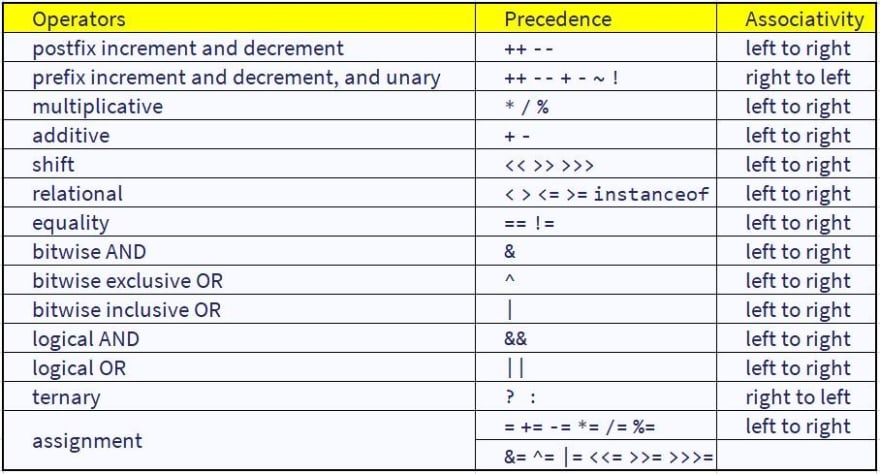 Operators Precedence Associativity
postfix increment and decrement ++ -- left to right
prefix increment and decrement, and unary ++ -- + - ~ ! right to left
multiplicative * / % left to right
additive + - left to right
shift << >> >>> left to right
relational < > <= >= instanceof left to right
equality == != left to right
bitwise AND & left to right
bitwise exclusive OR ^ left to right
bitwise inclusive OR | left to right
logical AND && left to right
logical OR || left to right
ternary ? : right to left
assignment = += -= *= /= %= left to right
&= ^= |= <<= >>= >>>=